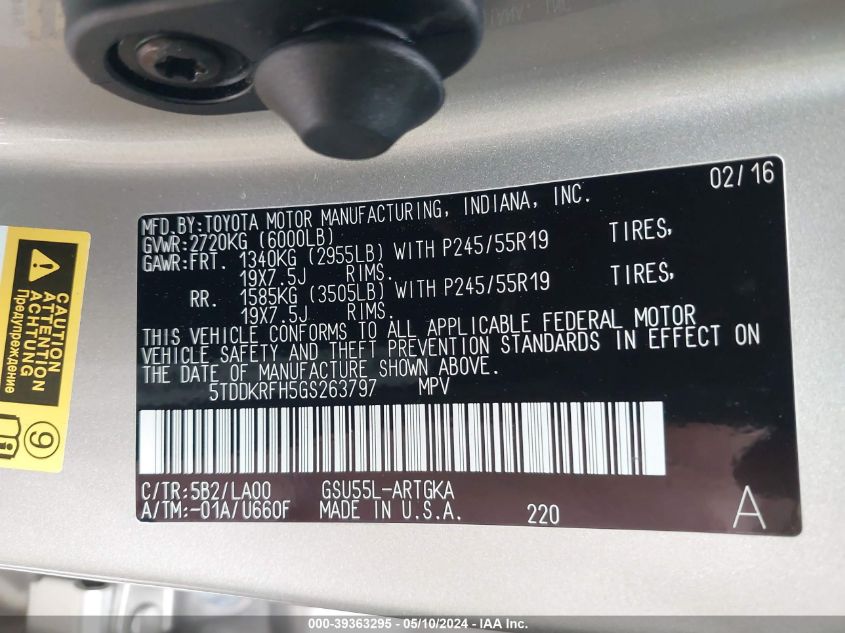 02/16
MFD.BY:TOYOTA MOTOR MANUFACTURING, INDIANA, INC.
GVWR:2720KG (6000LB)
GAWR:FRT. 1340KG (2955LB) WITH P245/55R19 TIRES,
19X7.5J RIMS.
RR. 1585KG (3505LB) WITH P245/55R19 TIRES,
19X7.5J RIMS.
THIS VEHICLE CONFORMS TO ALL APPLICABLE FEDERAL MOTOR
VEHICLE SAFETY AND THEFT PREVENTION STANDARDS IN EFFECT ON
THE DATE OF MANUFACTURE SHOWN ABOVE.
5TDDKRFH5GS263797 MPV
C/TR:5B2/LA00 GSU55L-ARTGKA
A/TM:-01A/U660F MADE IN U.S.A. 220 A
CAUTION
ATTENTION
ACHTUNG
Предупреждение
9
000-39363295 - 05/10/2024 - IAA Inc.